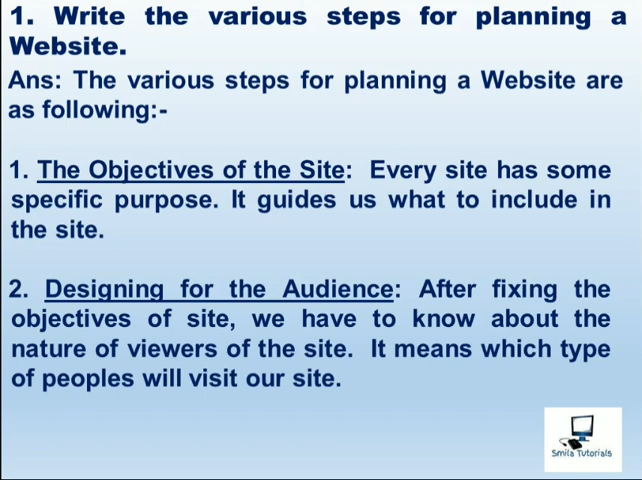 1. Write the various steps for planning a
Website.
Ans: The various steps for planning a Website are
as following:-
1. The Objectives of the Site: Every site has some
specific purpose. It guides us what to include in
the site.
2. Designing for the Audience: After fixing the
objectives of site, we have to know about the
nature of viewers of the site. It means which type
of peoples will visit our site.
Smila Tutorials